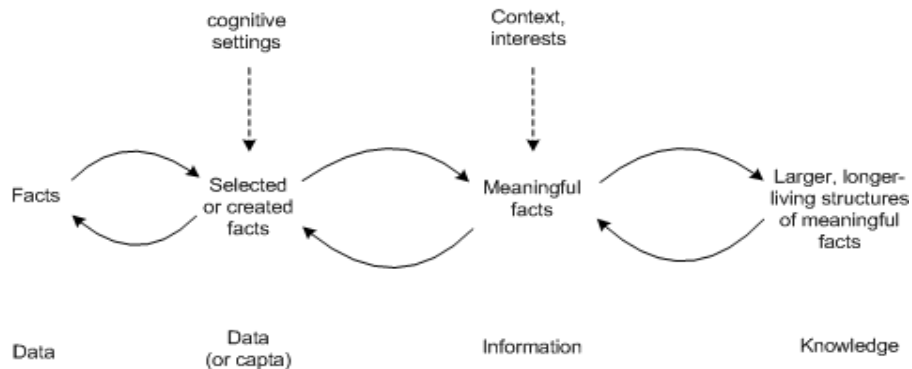 cognitive
settings
Context,
interests
Facts
Selected
or created
facts
Meaningful
facts
Larger, longer-
living structures
of meaningful
facts
Data
Data
(or capta)
Information
Knowledge